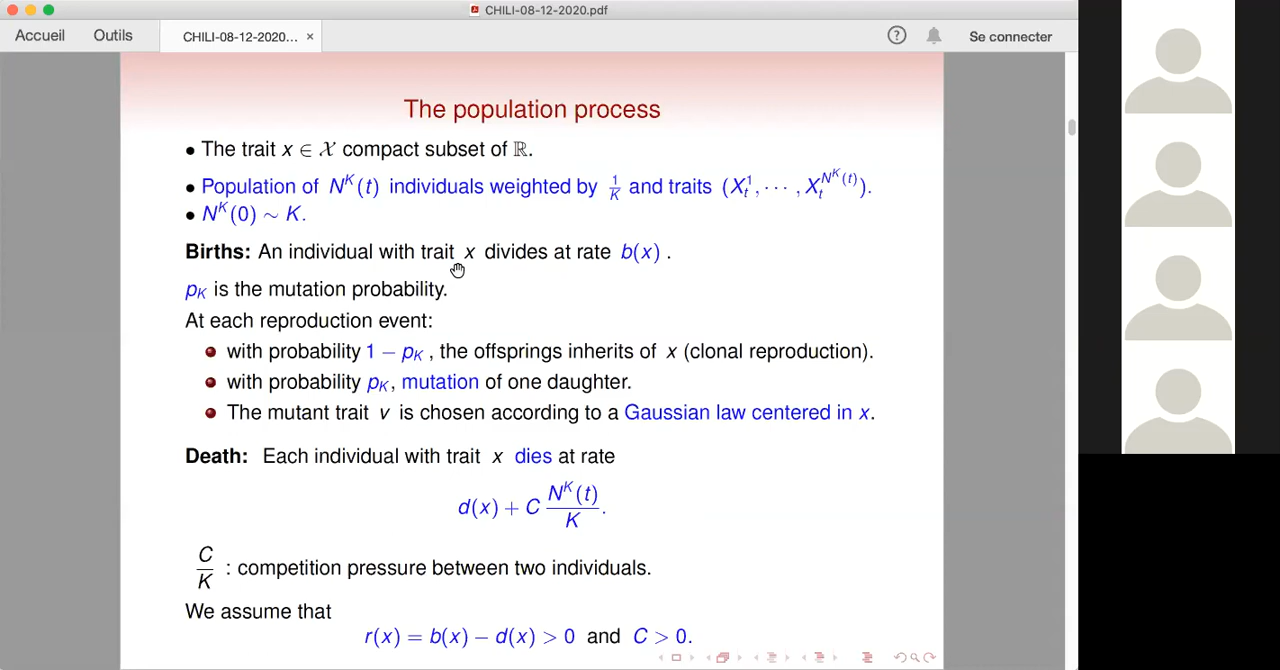 CHILI-08-12-2020.pdf
Accueil Outils CHILI-08-12-2020... × ? Se connecter
The population process
• The trait x ∈ 𝒳 compact subset of ℝ.
• Population of N^K(t) individuals weighted by 1/K and traits (X_t^1, ⋯ , X_t^{N^K(t)}).
• N^K(0) ∼ K.
Births: An individual with trait x divides at rate b(x) .
p_K is the mutation probability.
At each reproduction event:
with probability 1 − p_K , the offsprings inherits of x (clonal reproduction).
with probability p_K, mutation of one daughter.
The mutant trait v is chosen according to a Gaussian law centered in x.
Death: Each individual with trait x dies at rate
d(x) + C N^K(t)/K.
C/K : competition pressure between two individuals.
We assume that
r(x) = b(x) − d(x) > 0 and C > 0.